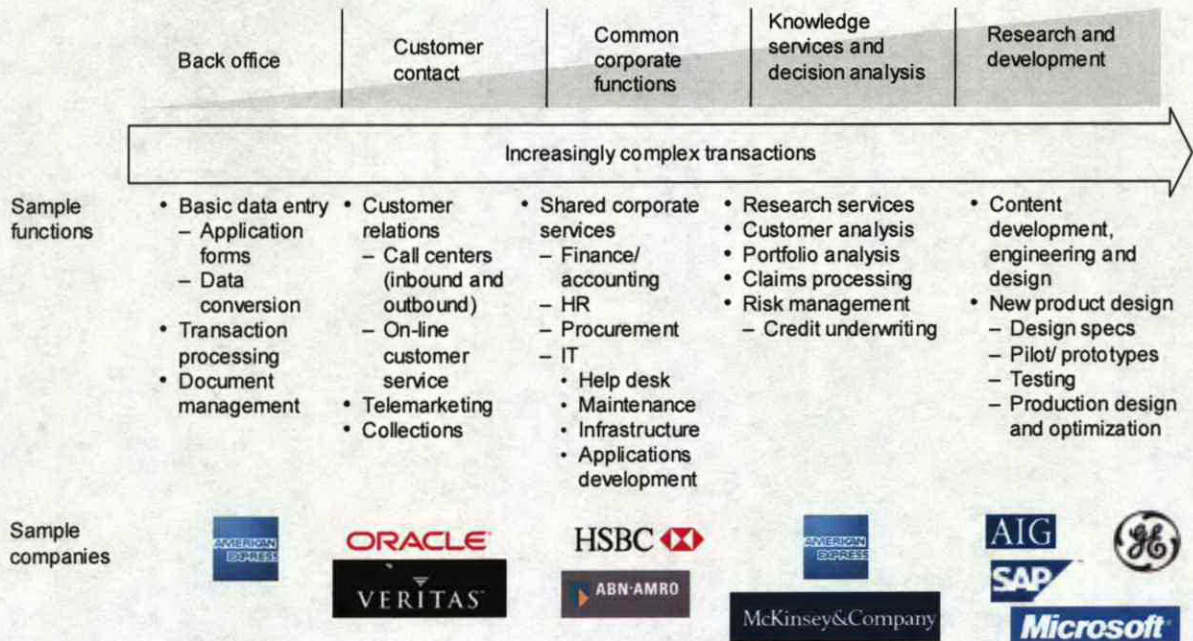 Back office
Customer
contact
Common
corporate
functions
Knowledge
services and
decision analysis
Research and
development
Increasingly complex transactions
Sample
functions
• Basic data entry
– Application
forms
– Data
conversion
• Transaction
processing
• Document
management
• Customer
relations
– Call centers
(inbound and
outbound)
– On-line
customer
service
• Telemarketing
• Collections
• Shared corporate
services
– Finance/
accounting
– HR
– Procurement
– IT
• Help desk
• Maintenance
• Infrastructure
• Applications
development
• Research services
• Customer analysis
• Portfolio analysis
• Claims processing
• Risk management
– Credit underwriting
• Content
development,
engineering and
design
• New product design
– Design specs
– Pilot/ prototypes
– Testing
– Production design
and optimization
Sample
companies
AMERICAN
EXPRESS
ORACLE
VERITAS
HSBC
ABN·AMRO
AMERICAN
EXPRESS
McKinsey&Company
AIG
GE
SAP
Microsoft